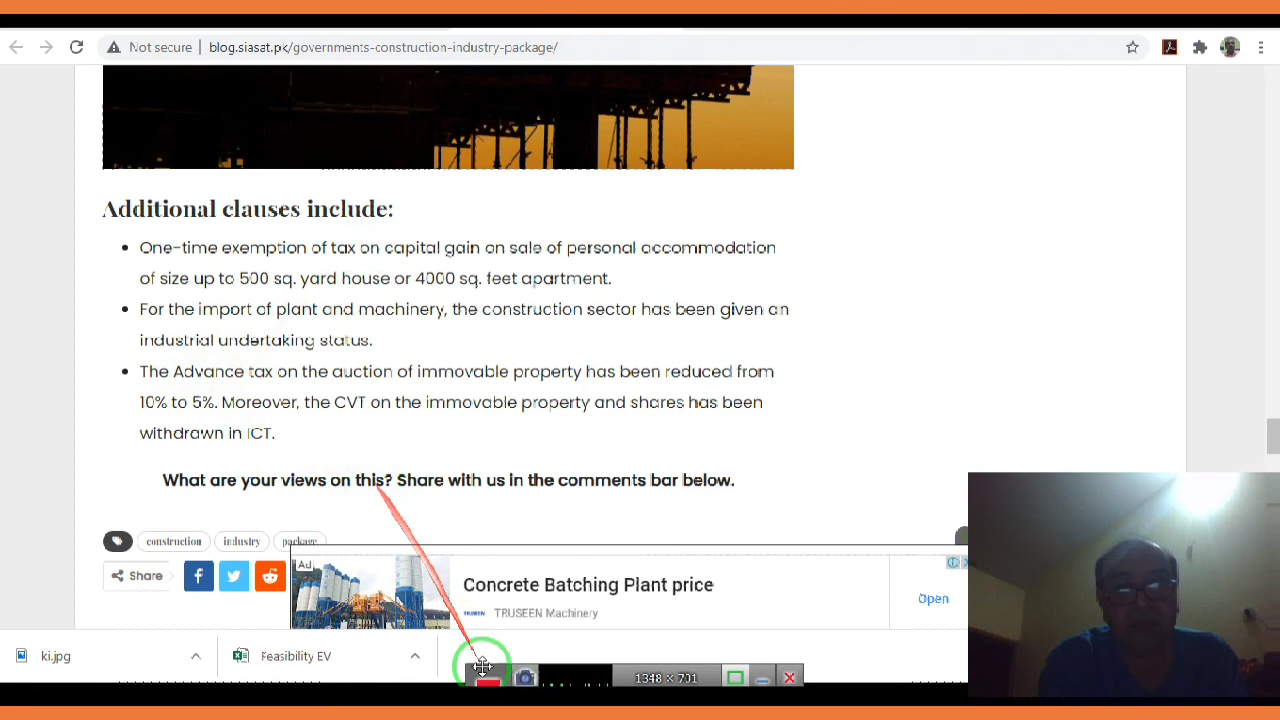 Not secure
blog.siasat.pk/governments-construction-industry-package/
Additional clauses include:
One-time exemption of tax on capital gain on sale of personal accommodation
of size up to 500 sq. yard house or 4000 sq. feet apartment.
For the import of plant and machinery, the construction sector has been given an
industrial undertaking status.
The Advance tax on the auction of immovable property has been reduced from
10% to 5%. Moreover, the CVT on the immovable property and shares has been
withdrawn in ICT.
What are your views on this? Share with us in the comments bar below.
construction industry package
Share
Ad
Concrete Batching Plant price
TRUSEEN TRUSEEN Machinery
Open
ki.jpg
Feasibility EV
1348 × 701